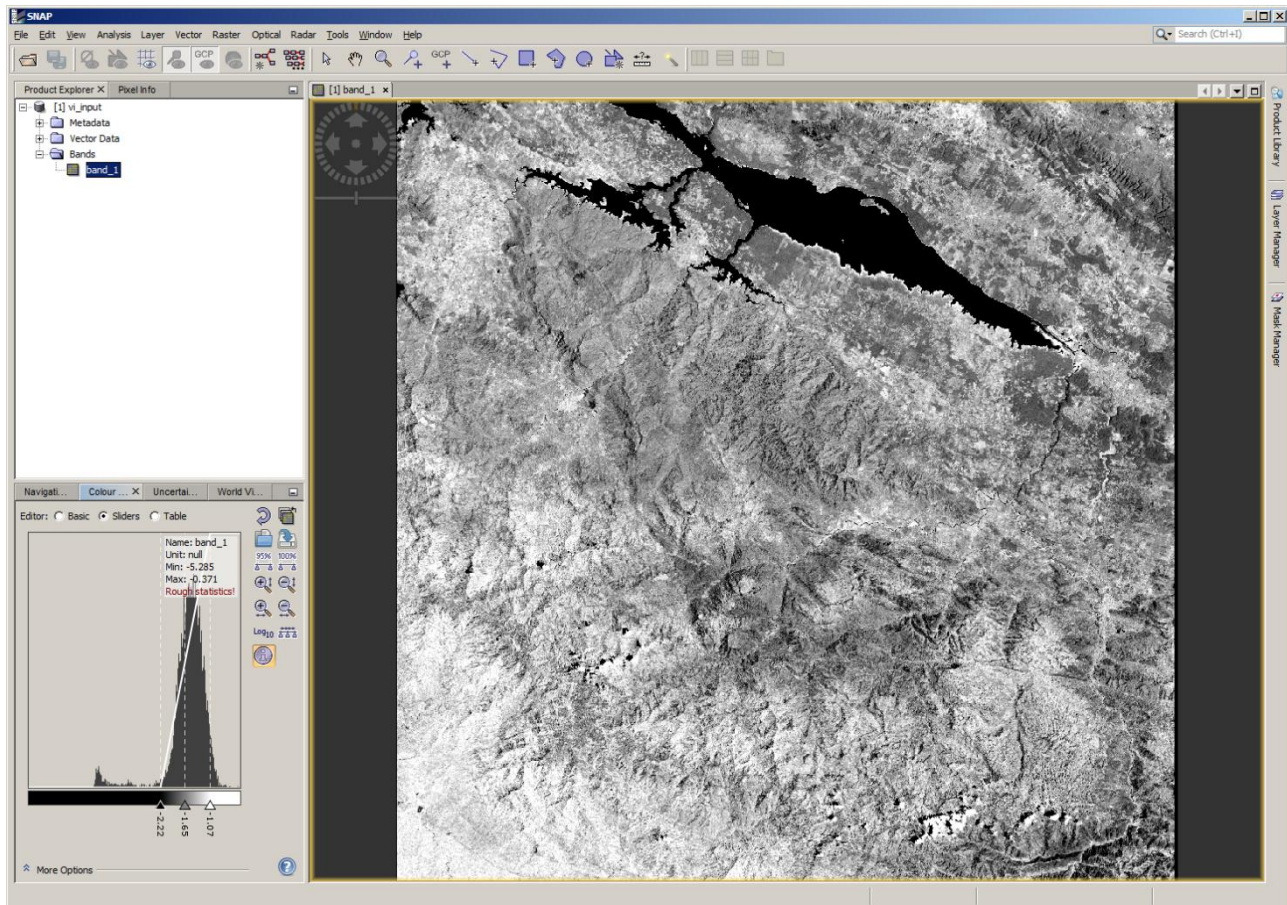 SNAP
File Edit View Analysis Layer Vector Raster Optical Radar Tools Window Help
Search (Ctrl+I)
GCP
GCP
Product Explorer X Pixel Info
[1] vi_input
Metadata
Vector Data
Bands
band_1
[1] band_1 x
Product Library
Layer Manager
Mask Manager
Navigati... Colour ... X Uncertai... World Vi...
Editor: Basic Sliders Table
Name: band_1
Unit: null
Min: -5.285
Max: -0.371
Rough statistics!
95% 100%
Log10
-2.22
-1.65
-1.07
More Options